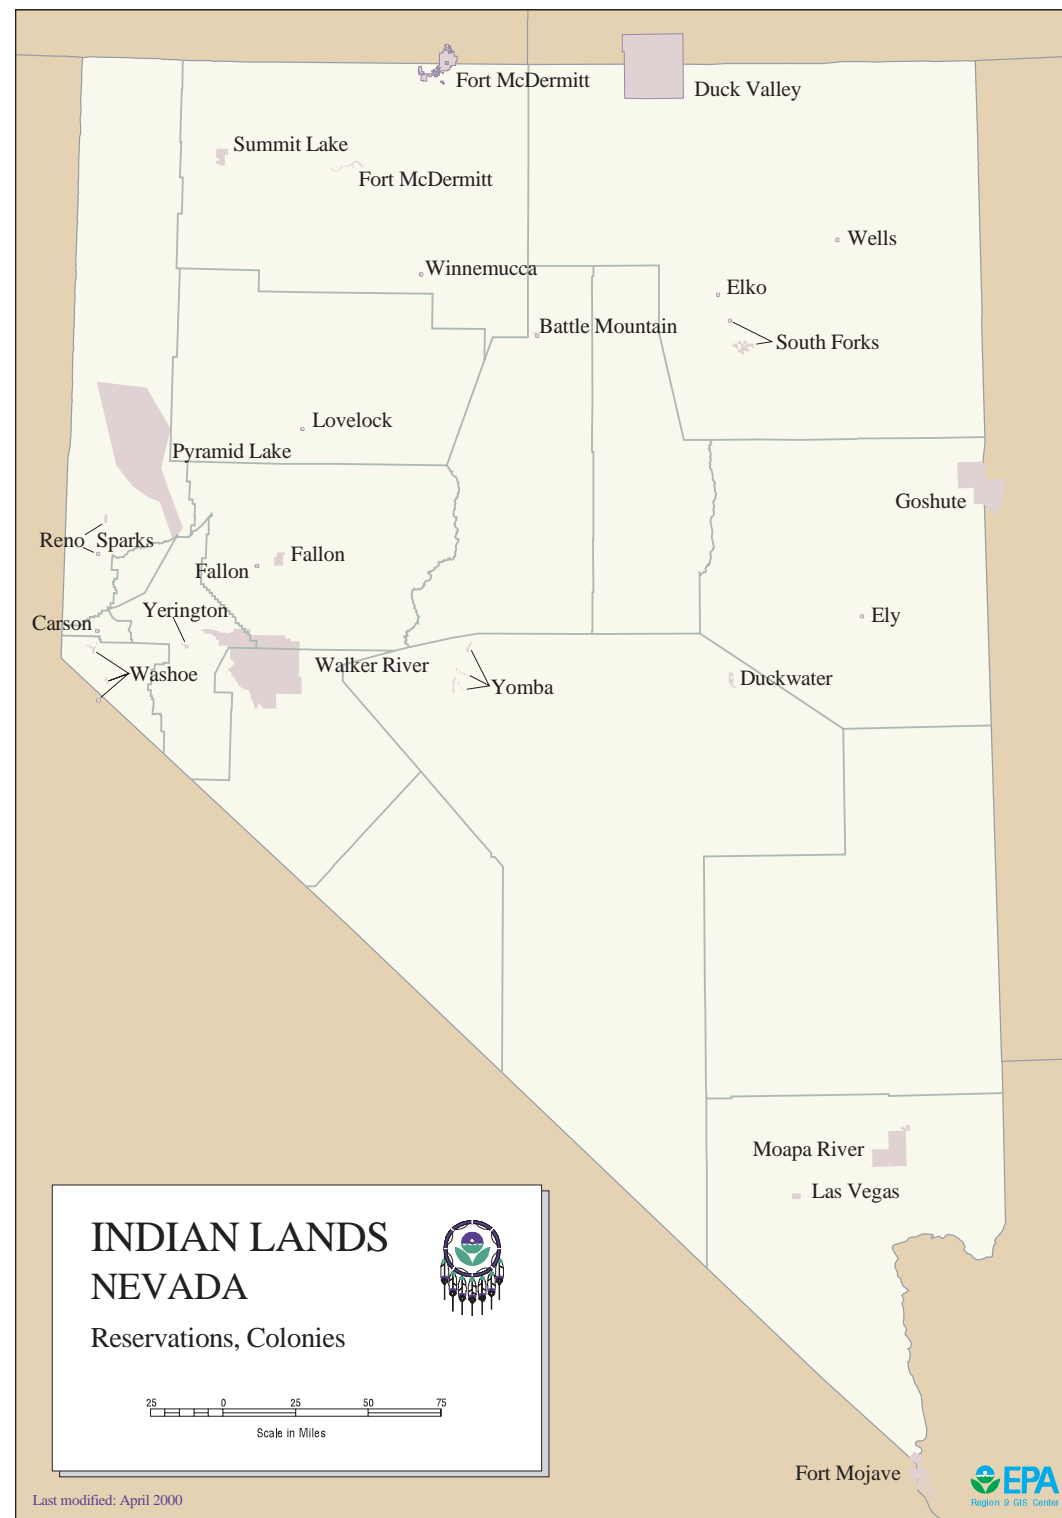 Fort McDermitt
Duck Valley
Summit Lake
Fort McDermitt
Wells
Winnemucca
Elko
Battle Mountain
South Forks
Lovelock
Pyramid Lake
Goshute
Reno Sparks
Fallon
Fallon
Yerington
Carson
Ely
Walker River
Washoe
Yomba
Duckwater
Moapa River
Las Vegas
INDIAN LANDS
NEVADA
Reservations, Colonies
25 0 25 50 75
Scale in Miles
Fort Mojave
EPA
Region 9 GIS Center
Last modified: April 2000